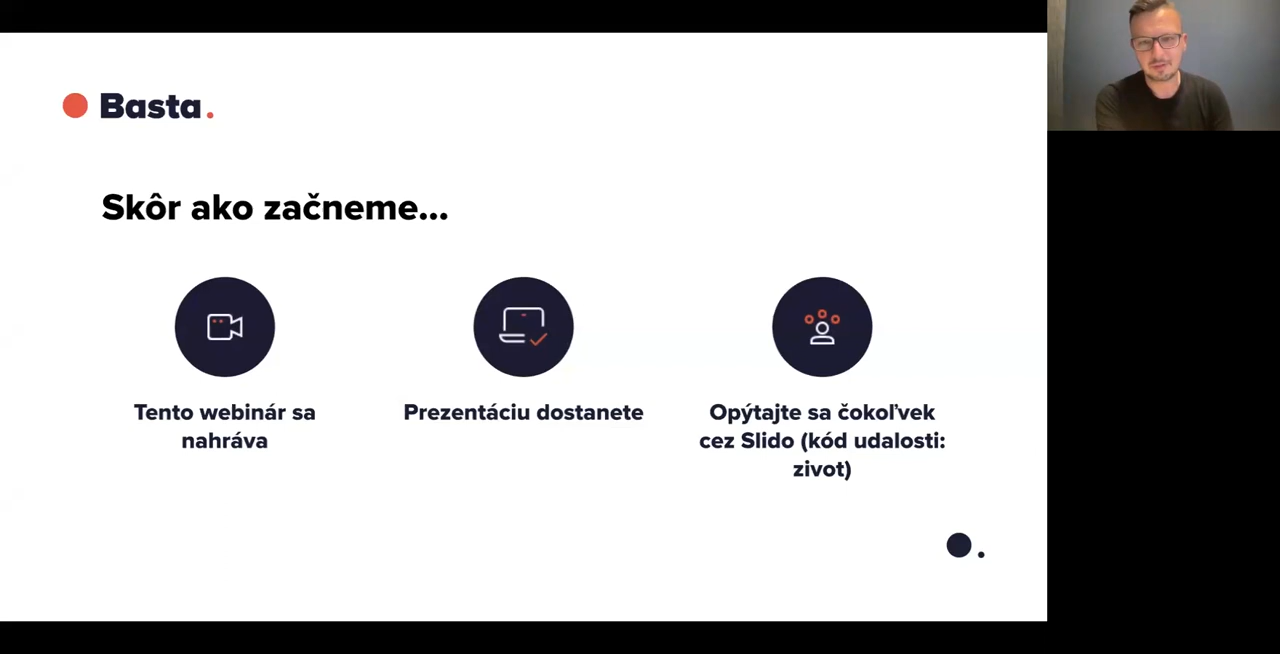 Basta.
Skôr ako začneme...
Tento webinár sa
nahráva
Prezentáciu dostanete
Opýtajte sa čokoľvek
cez Slido (kód udalosti:
zivot)